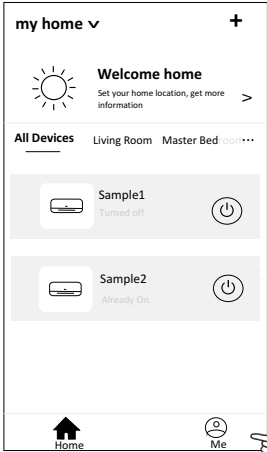 my home
+
Welcome home
Set your home location, get more
information
>
All Devices Living Room Master Bedroom ...
Sample1
Turned off
Sample2
Already On
Home
Me